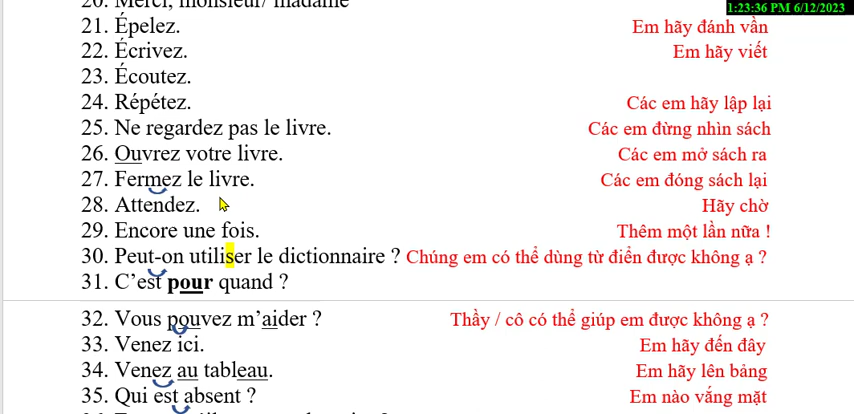 1:23:36 PM 6/12/2023
20. Merci, monsieur/ madame
21. Épelez. Em hãy đánh vần
22. Écrivez. Em hãy viết
23. Écoutez.
24. Répétez. Các em hãy lập lại
25. Ne regardez pas le livre. Các em đừng nhìn sách
26. Ouvrez votre livre. Các em mở sách ra
27. Fermez le livre. Các em đóng sách lại
28. Attendez. Hãy chờ
29. Encore une fois. Thêm một lần nữa !
30. Peut-on utiliser le dictionnaire ? Chúng em có thể dùng từ điển được không ạ ?
31. C’est pour quand ?
32. Vous pouvez m’aider ? Thầy / cô có thể giúp em được không ạ ?
33. Venez ici. Em hãy đến đây
34. Venez au tableau. Em hãy lên bảng
35. Qui est absent ? Em nào vắng mặt